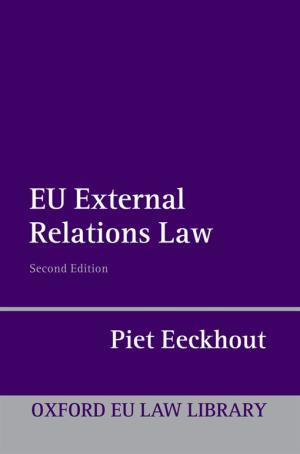 EU External
Relations Law
Second Edition
Piet Eeckhout
OXFORD EU LAW LIBRARY